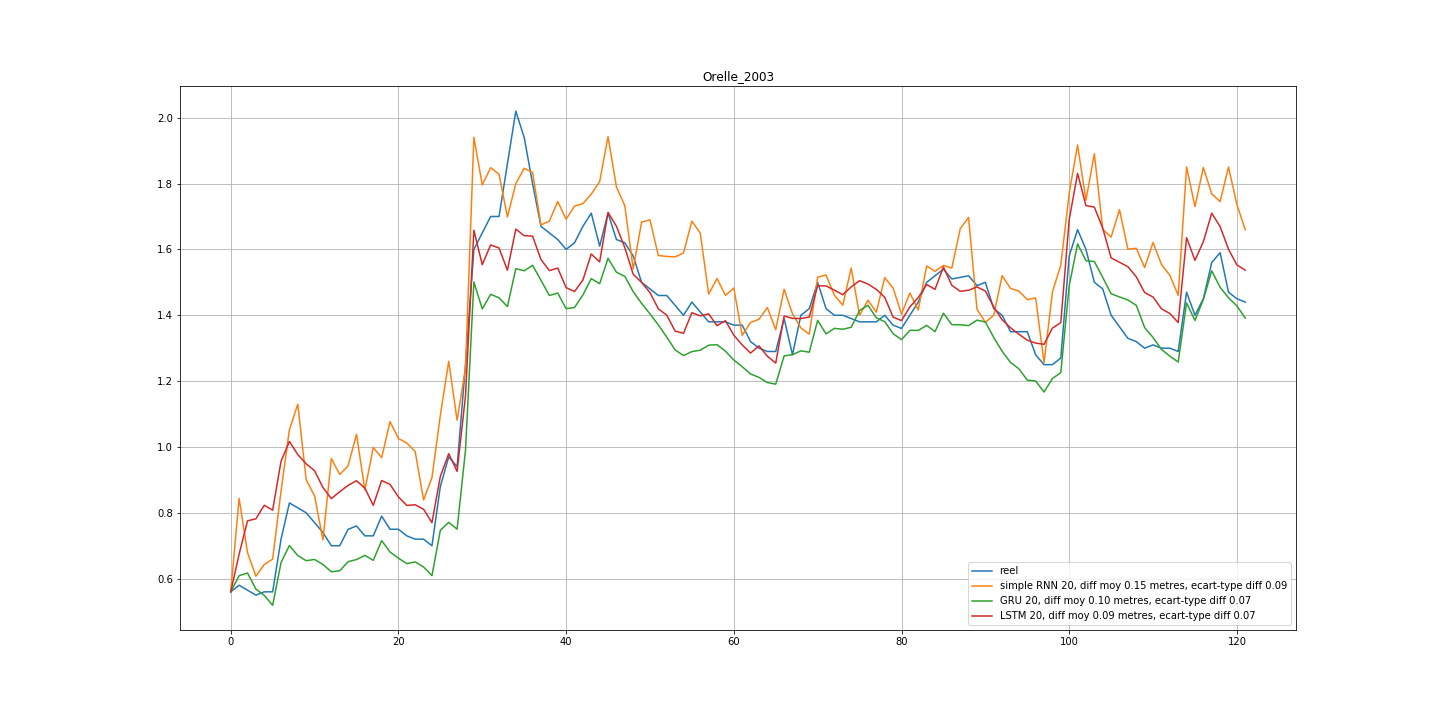 Orelle_2003
2.0
1.8
1.6
1.4
1.2
1.0
0.8
0.6
reel
simple RNN 20, diff moy 0.15 metres, ecart-type diff 0.09
GRU 20, diff moy 0.10 metres, ecart-type diff 0.07
LSTM 20, diff moy 0.09 metres, ecart-type diff 0.07
0 20 40 60 80 100 120